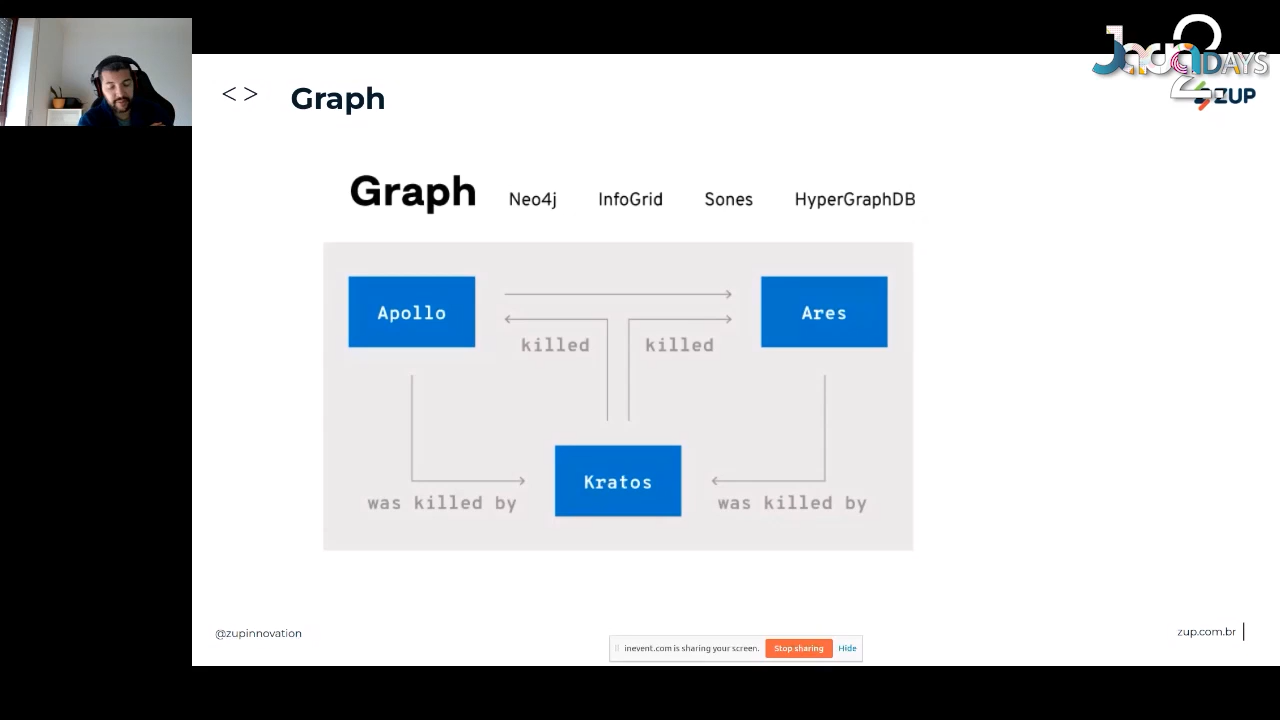 <> Graph
ZUP
Graph Neo4j InfoGrid Sones HyperGraphDB
Apollo
Ares
killed
killed
Kratos
was killed by
was killed by
@zupinnovation
zup.com.br
inevent.com is sharing your screen. Stop sharing Hide